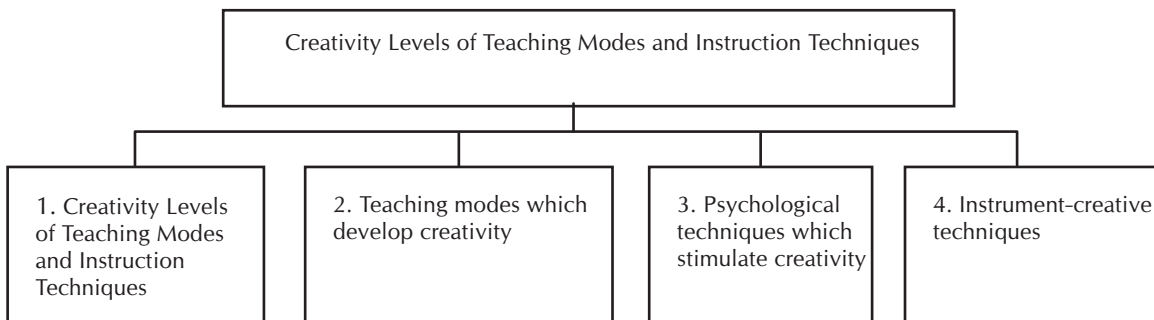 Creativity Levels of Teaching Modes and Instruction Techniques
1. Creativity Levels
of Teaching Modes
and Instruction
Techniques
2. Teaching modes which
develop creativity
3. Psychological
techniques which
stimulate creativity
4. Instrument-creative
techniques